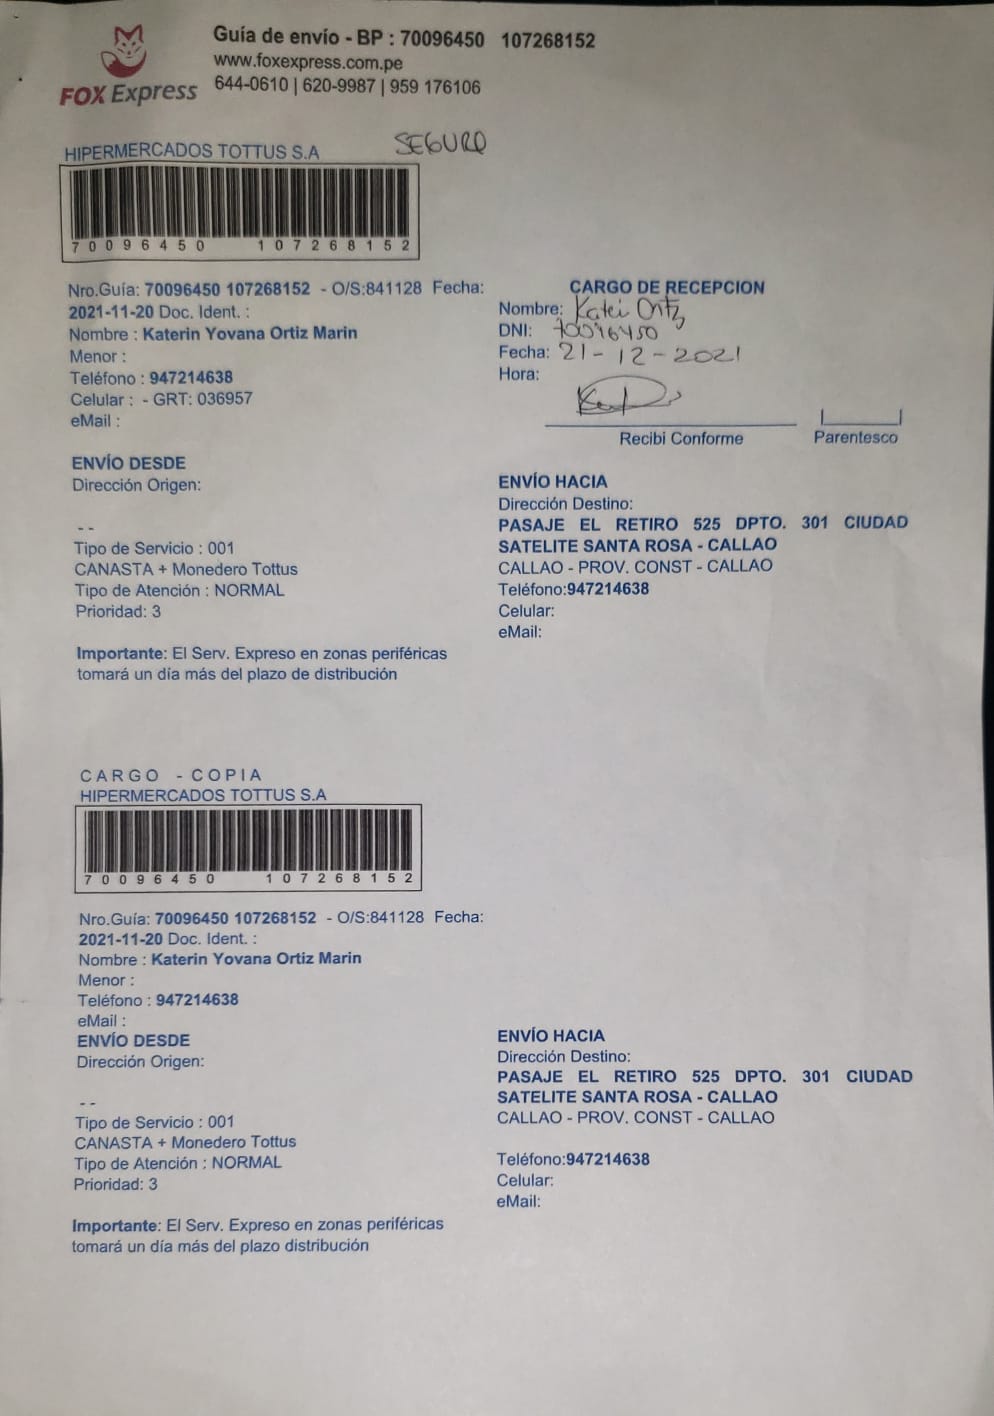 FOX Express
Guía de envío - BP : 70096450 107268152
www.foxexpress.com.pe
644-0610 | 620-9987 | 959 176106
SEGURO
HIPERMERCADOS TOTTUS S.A
70096450 107268152
Nro.Guía: 70096450 107268152 - O/S:841128 Fecha:
2021-11-20 Doc. Ident. :
Nombre : Katerin Yovana Ortiz Marin
Menor :
Teléfono : 947214638
Celular : - GRT: 036957
eMail :
CARGO DE RECEPCION
Nombre: Katei Ortz
DNI: 70096450
Fecha: 21-12-2021
Hora:
Recibi Conforme
Parentesco
ENVÍO DESDE
Dirección Origen:
- -
Tipo de Servicio : 001
CANASTA + Monedero Tottus
Tipo de Atención : NORMAL
Prioridad: 3
ENVÍO HACIA
Dirección Destino:
PASAJE EL RETIRO 525 DPTO. 301 CIUDAD
SATELITE SANTA ROSA - CALLAO
CALLAO - PROV. CONST - CALLAO
Teléfono:947214638
Celular:
eMail:
Importante: El Serv. Expreso en zonas periféricas
tomará un día más del plazo de distribución
CARGO - COPIA
HIPERMERCADOS TOTTUS S.A
70096450 107268152
Nro.Guía: 70096450 107268152 - O/S:841128 Fecha:
2021-11-20 Doc. Ident. :
Nombre : Katerin Yovana Ortiz Marin
Menor :
Teléfono : 947214638
eMail :
ENVÍO DESDE
Dirección Origen:
- -
Tipo de Servicio : 001
CANASTA + Monedero Tottus
Tipo de Atención : NORMAL
Prioridad: 3
ENVÍO HACIA
Dirección Destino:
PASAJE EL RETIRO 525 DPTO. 301 CIUDAD
SATELITE SANTA ROSA - CALLAO
CALLAO - PROV. CONST - CALLAO
Teléfono:947214638
Celular:
eMail:
Importante: El Serv. Expreso en zonas periféricas
tomará un día más del plazo distribución